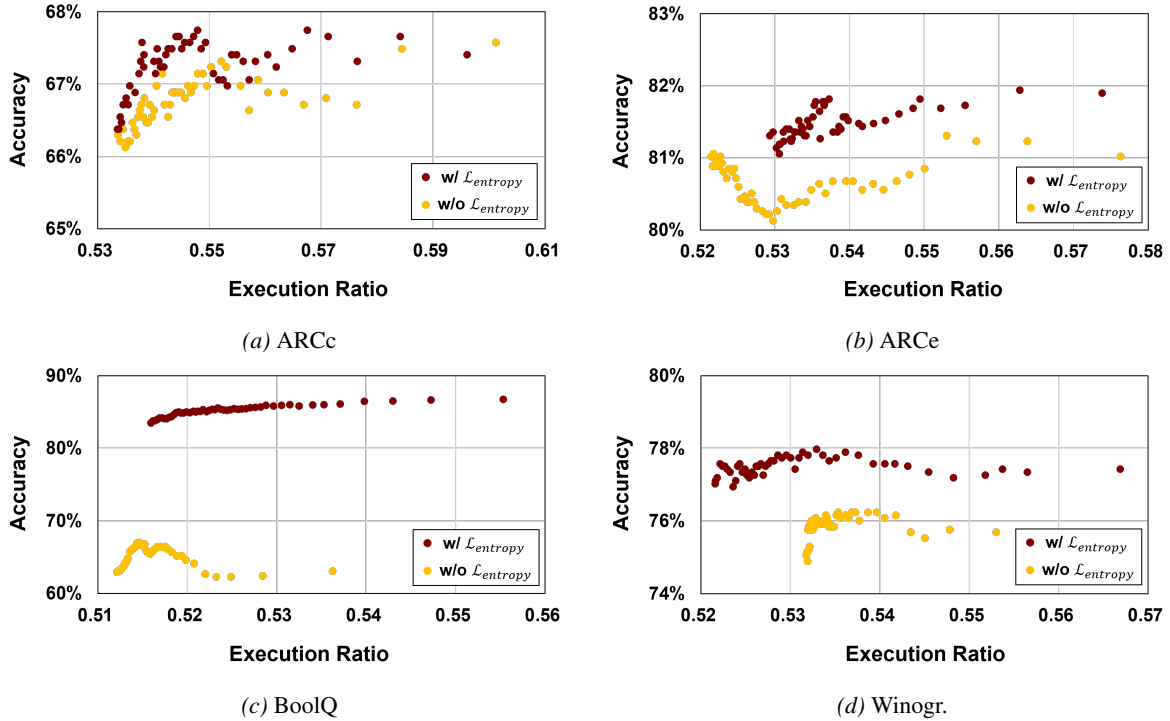 68%
67%
66%
65%
Accuracy
w/ ℒentropy
w/o ℒentropy
0.53 0.55 0.57 0.59 0.61
Execution Ratio
(a) ARCc
83%
82%
81%
80%
Accuracy
w/ ℒentropy
w/o ℒentropy
0.52 0.53 0.54 0.55 0.56 0.57 0.58
Execution Ratio
(b) ARCe
90%
80%
70%
60%
Accuracy
w/ ℒentropy
w/o ℒentropy
0.51 0.52 0.53 0.54 0.55 0.56
Execution Ratio
(c) BoolQ
80%
78%
76%
74%
Accuracy
w/ ℒentropy
w/o ℒentropy
0.52 0.53 0.54 0.55 0.56 0.57
Execution Ratio
(d) Winogr.